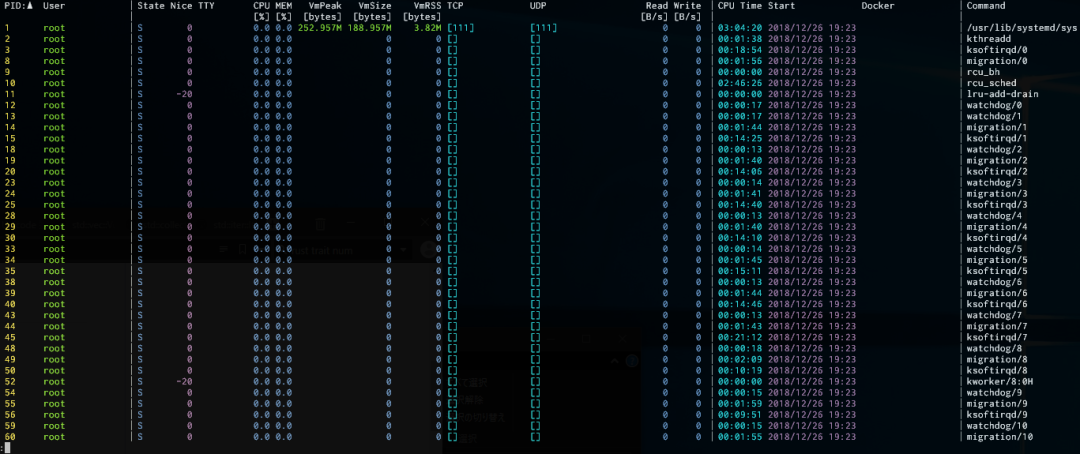 PID:▲ User | State Nice TTY CPU MEM VmPeak VmSize VmRSS TCP UDP Read Write | CPU Time Start Docker | Command
[%] [%] [bytes] [bytes] [bytes] [B/s] [B/s]
1 root | S 0 0.0 0.0 252.957M 188.957M 3.82M [111] [111] 0 0 | 03:04:20 2018/12/26 19:23 | /usr/lib/systemd/sys
2 root | S 0 0.0 0.0 0 0 0 [] [] 0 0 | 00:01:38 2018/12/26 19:23 | kthreadd
3 root | S 0 0.0 0.0 0 0 0 [] [] 0 0 | 00:18:54 2018/12/26 19:23 | ksoftirqd/0
8 root | S 0 0.0 0.0 0 0 0 [] [] 0 0 | 00:01:56 2018/12/26 19:23 | migration/0
9 root | S 0 0.0 0.0 0 0 0 [] [] 0 0 | 00:00:00 2018/12/26 19:23 | rcu_bh
10 root | S 0 0.0 0.0 0 0 0 [] [] 0 0 | 02:46:26 2018/12/26 19:23 | rcu_sched
11 root | S -20 0.0 0.0 0 0 0 [] [] 0 0 | 00:00:00 2018/12/26 19:23 | lru-add-drain
12 root | S 0 0.0 0.0 0 0 0 [] [] 0 0 | 00:00:17 2018/12/26 19:23 | watchdog/0
13 root | S 0 0.0 0.0 0 0 0 [] [] 0 0 | 00:00:17 2018/12/26 19:23 | watchdog/1
14 root | S 0 0.0 0.0 0 0 0 [] [] 0 0 | 00:01:44 2018/12/26 19:23 | migration/1
15 root | S 0 0.0 0.0 0 0 0 [] [] 0 0 | 00:14:25 2018/12/26 19:23 | ksoftirqd/1
18 root | S 0 0.0 0.0 0 0 0 [] [] 0 0 | 00:00:13 2018/12/26 19:23 | watchdog/2
19 root | S 0 0.0 0.0 0 0 0 [] [] 0 0 | 00:01:40 2018/12/26 19:23 | migration/2
20 root | S 0 0.0 0.0 0 0 0 [] [] 0 0 | 00:14:06 2018/12/26 19:23 | ksoftirqd/2
23 root | S 0 0.0 0.0 0 0 0 [] [] 0 0 | 00:00:14 2018/12/26 19:23 | watchdog/3
24 root | S 0 0.0 0.0 0 0 0 [] [] 0 0 | 00:01:41 2018/12/26 19:23 | migration/3
25 root | S 0 0.0 0.0 0 0 0 [] [] 0 0 | 00:14:40 2018/12/26 19:23 | ksoftirqd/3
28 root | S 0 0.0 0.0 0 0 0 [] [] 0 0 | 00:00:13 2018/12/26 19:23 | watchdog/4
29 root | S 0 0.0 0.0 0 0 0 [] [] 0 0 | 00:01:40 2018/12/26 19:23 | migration/4
30 root | S 0 0.0 0.0 0 0 0 [] [] 0 0 | 00:14:10 2018/12/26 19:23 | ksoftirqd/4
33 root | S 0 0.0 0.0 0 0 0 [] [] 0 0 | 00:00:14 2018/12/26 19:23 | watchdog/5
34 root | S 0 0.0 0.0 0 0 0 [] [] 0 0 | 00:01:45 2018/12/26 19:23 | migration/5
35 root | S 0 0.0 0.0 0 0 0 [] [] 0 0 | 00:15:11 2018/12/26 19:23 | ksoftirqd/5
38 root | S 0 0.0 0.0 0 0 0 [] [] 0 0 | 00:00:13 2018/12/26 19:23 | watchdog/6
39 root | S 0 0.0 0.0 0 0 0 [] [] 0 0 | 00:01:44 2018/12/26 19:23 | migration/6
40 root | S 0 0.0 0.0 0 0 0 [] [] 0 0 | 00:14:46 2018/12/26 19:23 | ksoftirqd/6
43 root | S 0 0.0 0.0 0 0 0 [] [] 0 0 | 00:00:13 2018/12/26 19:23 | watchdog/7
44 root | S 0 0.0 0.0 0 0 0 [] [] 0 0 | 00:01:43 2018/12/26 19:23 | migration/7
45 root | S 0 0.0 0.0 0 0 0 [] [] 0 0 | 00:21:12 2018/12/26 19:23 | ksoftirqd/7
48 root | S 0 0.0 0.0 0 0 0 [] [] 0 0 | 00:00:18 2018/12/26 19:23 | watchdog/8
49 root | S 0 0.0 0.0 0 0 0 [] [] 0 0 | 00:02:09 2018/12/26 19:23 | migration/8
50 root | S 0 0.0 0.0 0 0 0 [] [] 0 0 | 00:10:19 2018/12/26 19:23 | ksoftirqd/8
52 root | S -20 0.0 0.0 0 0 0 [] [] 0 0 | 00:00:00 2018/12/26 19:23 | kworker/8:0H
54 root | S 0 0.0 0.0 0 0 0 [] [] 0 0 | 00:00:15 2018/12/26 19:23 | watchdog/9
55 root | S 0 0.0 0.0 0 0 0 [] [] 0 0 | 00:01:59 2018/12/26 19:23 | migration/9
56 root | S 0 0.0 0.0 0 0 0 [] [] 0 0 | 00:09:51 2018/12/26 19:23 | ksoftirqd/9
59 root | S 0 0.0 0.0 0 0 0 [] [] 0 0 | 00:00:15 2018/12/26 19:23 | watchdog/10
60 root | S 0 0.0 0.0 0 0 0 [] [] 0 0 | 00:01:55 2018/12/26 19:23 | migration/10
: